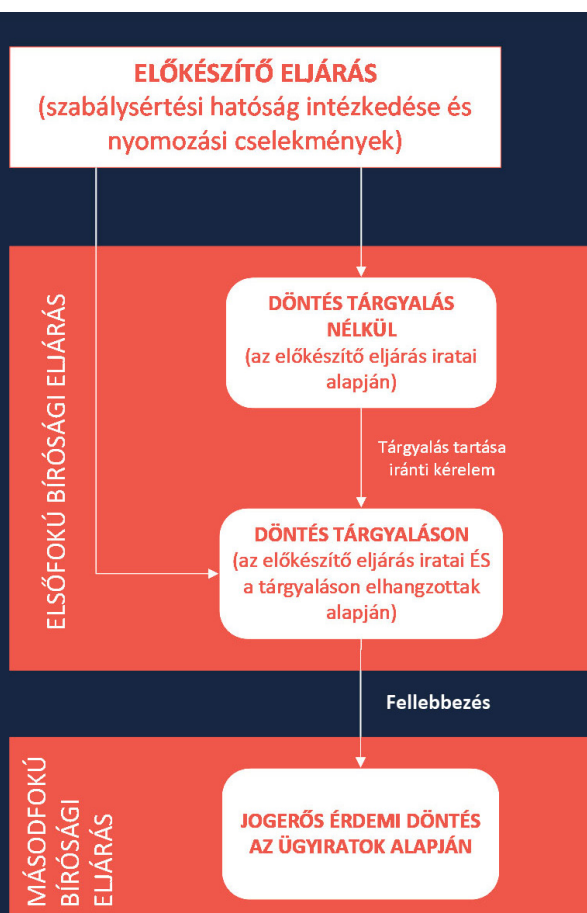 ELŐKÉSZÍTŐ ELJÁRÁS
(szabálysértési hatóság intézkedése és
nyomozási cselekmények)
ELSŐFOKÚ BÍRÓSÁGI ELJÁRÁS
DÖNTÉS TÁRGYALÁS
NÉLKÜL
(az előkészítő eljárás iratai
alapján)
Tárgyalás tartása
iránti kérelem
DÖNTÉS TÁRGYALÁSON
(az előkészítő eljárás iratai ÉS
a tárgyaláson elhangzottak
alapján)
Fellebbezés
MÁSODFOKÚ
BÍRÓSÁGI
ELJÁRÁS
JOGERŐS ÉRDEMI DÖNTÉS
AZ ÜGYIRATOK ALAPJÁN